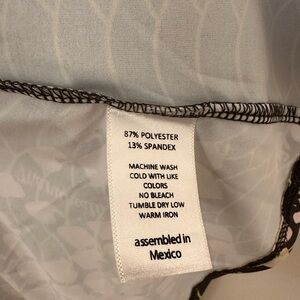 87% POLYESTER
13% SPANDEX
MACHINE WASH
COLD WITH LIKE
COLORS
NO BLEACH
TUMBLE DRY LOW
WARM IRON
assembled in
Mexico